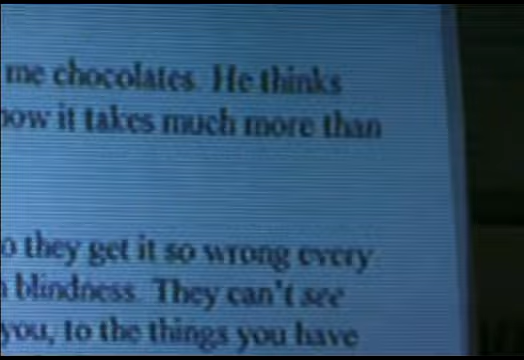 me chocolates. He thinks
it takes much more than
they get it so wrong every
blindness. They can't see
you, to the things you have